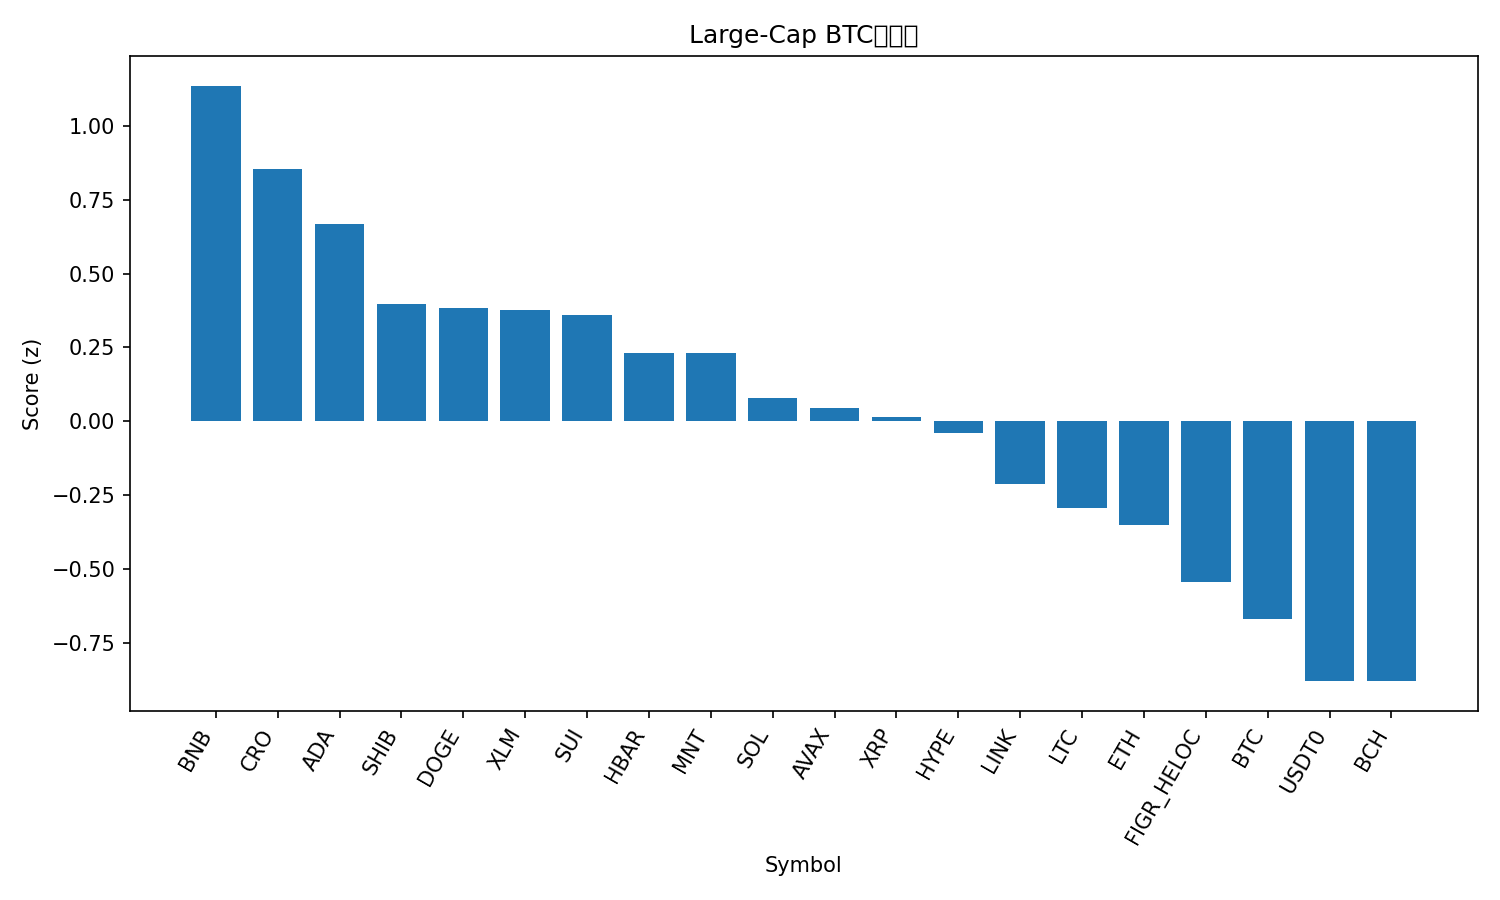 Large-Cap BTC
Score (z)
1.00
0.75
0.50
0.25
0.00
−0.25
−0.50
−0.75
BNB
CRO
ADA
SHIB
DOGE
XLM
SUI
HBAR
MNT
SOL
AVAX
XRP
HYPE
LINK
LTC
ETH
FIGR_HELOC
BTC
USDT0
BCH
Symbol